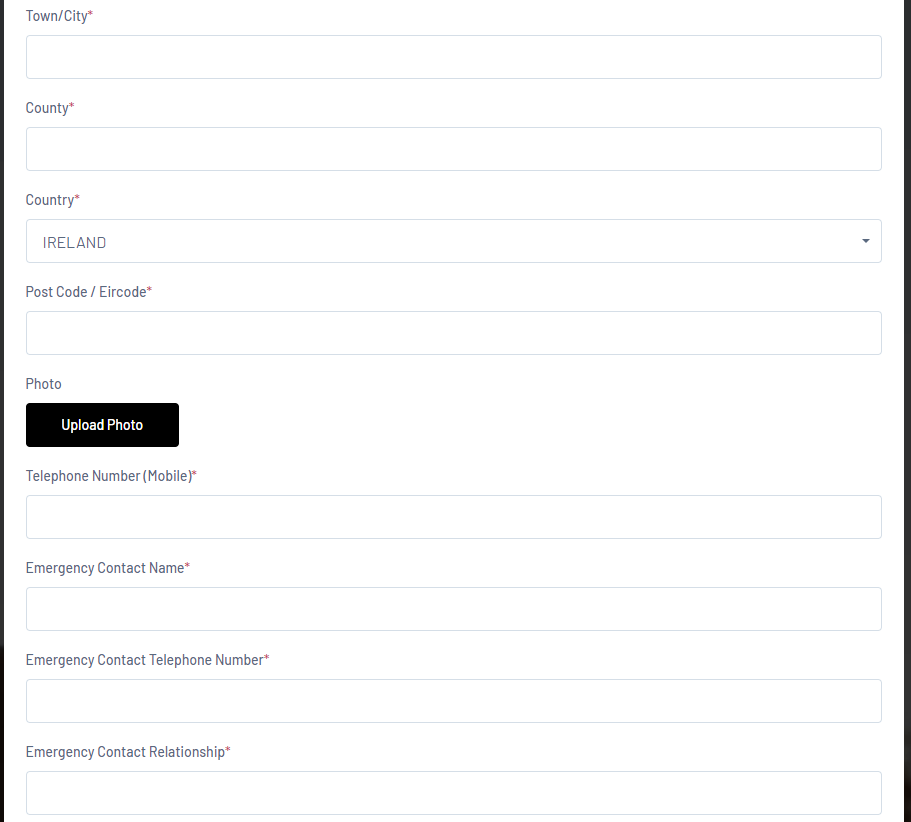 Town/City*
County*
Country*
IRELAND
Post Code / Eircode*
Photo
Upload Photo
Telephone Number (Mobile)*
Emergency Contact Name*
Emergency Contact Telephone Number*
Emergency Contact Relationship*